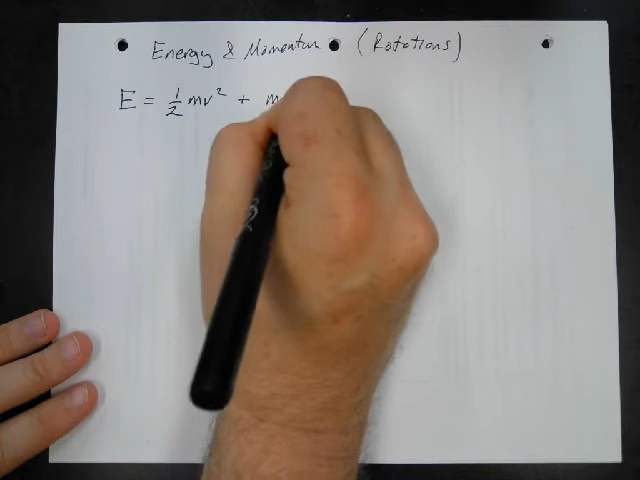 Energy & Momentum (Rotations)
E = 1/2 mv² + m